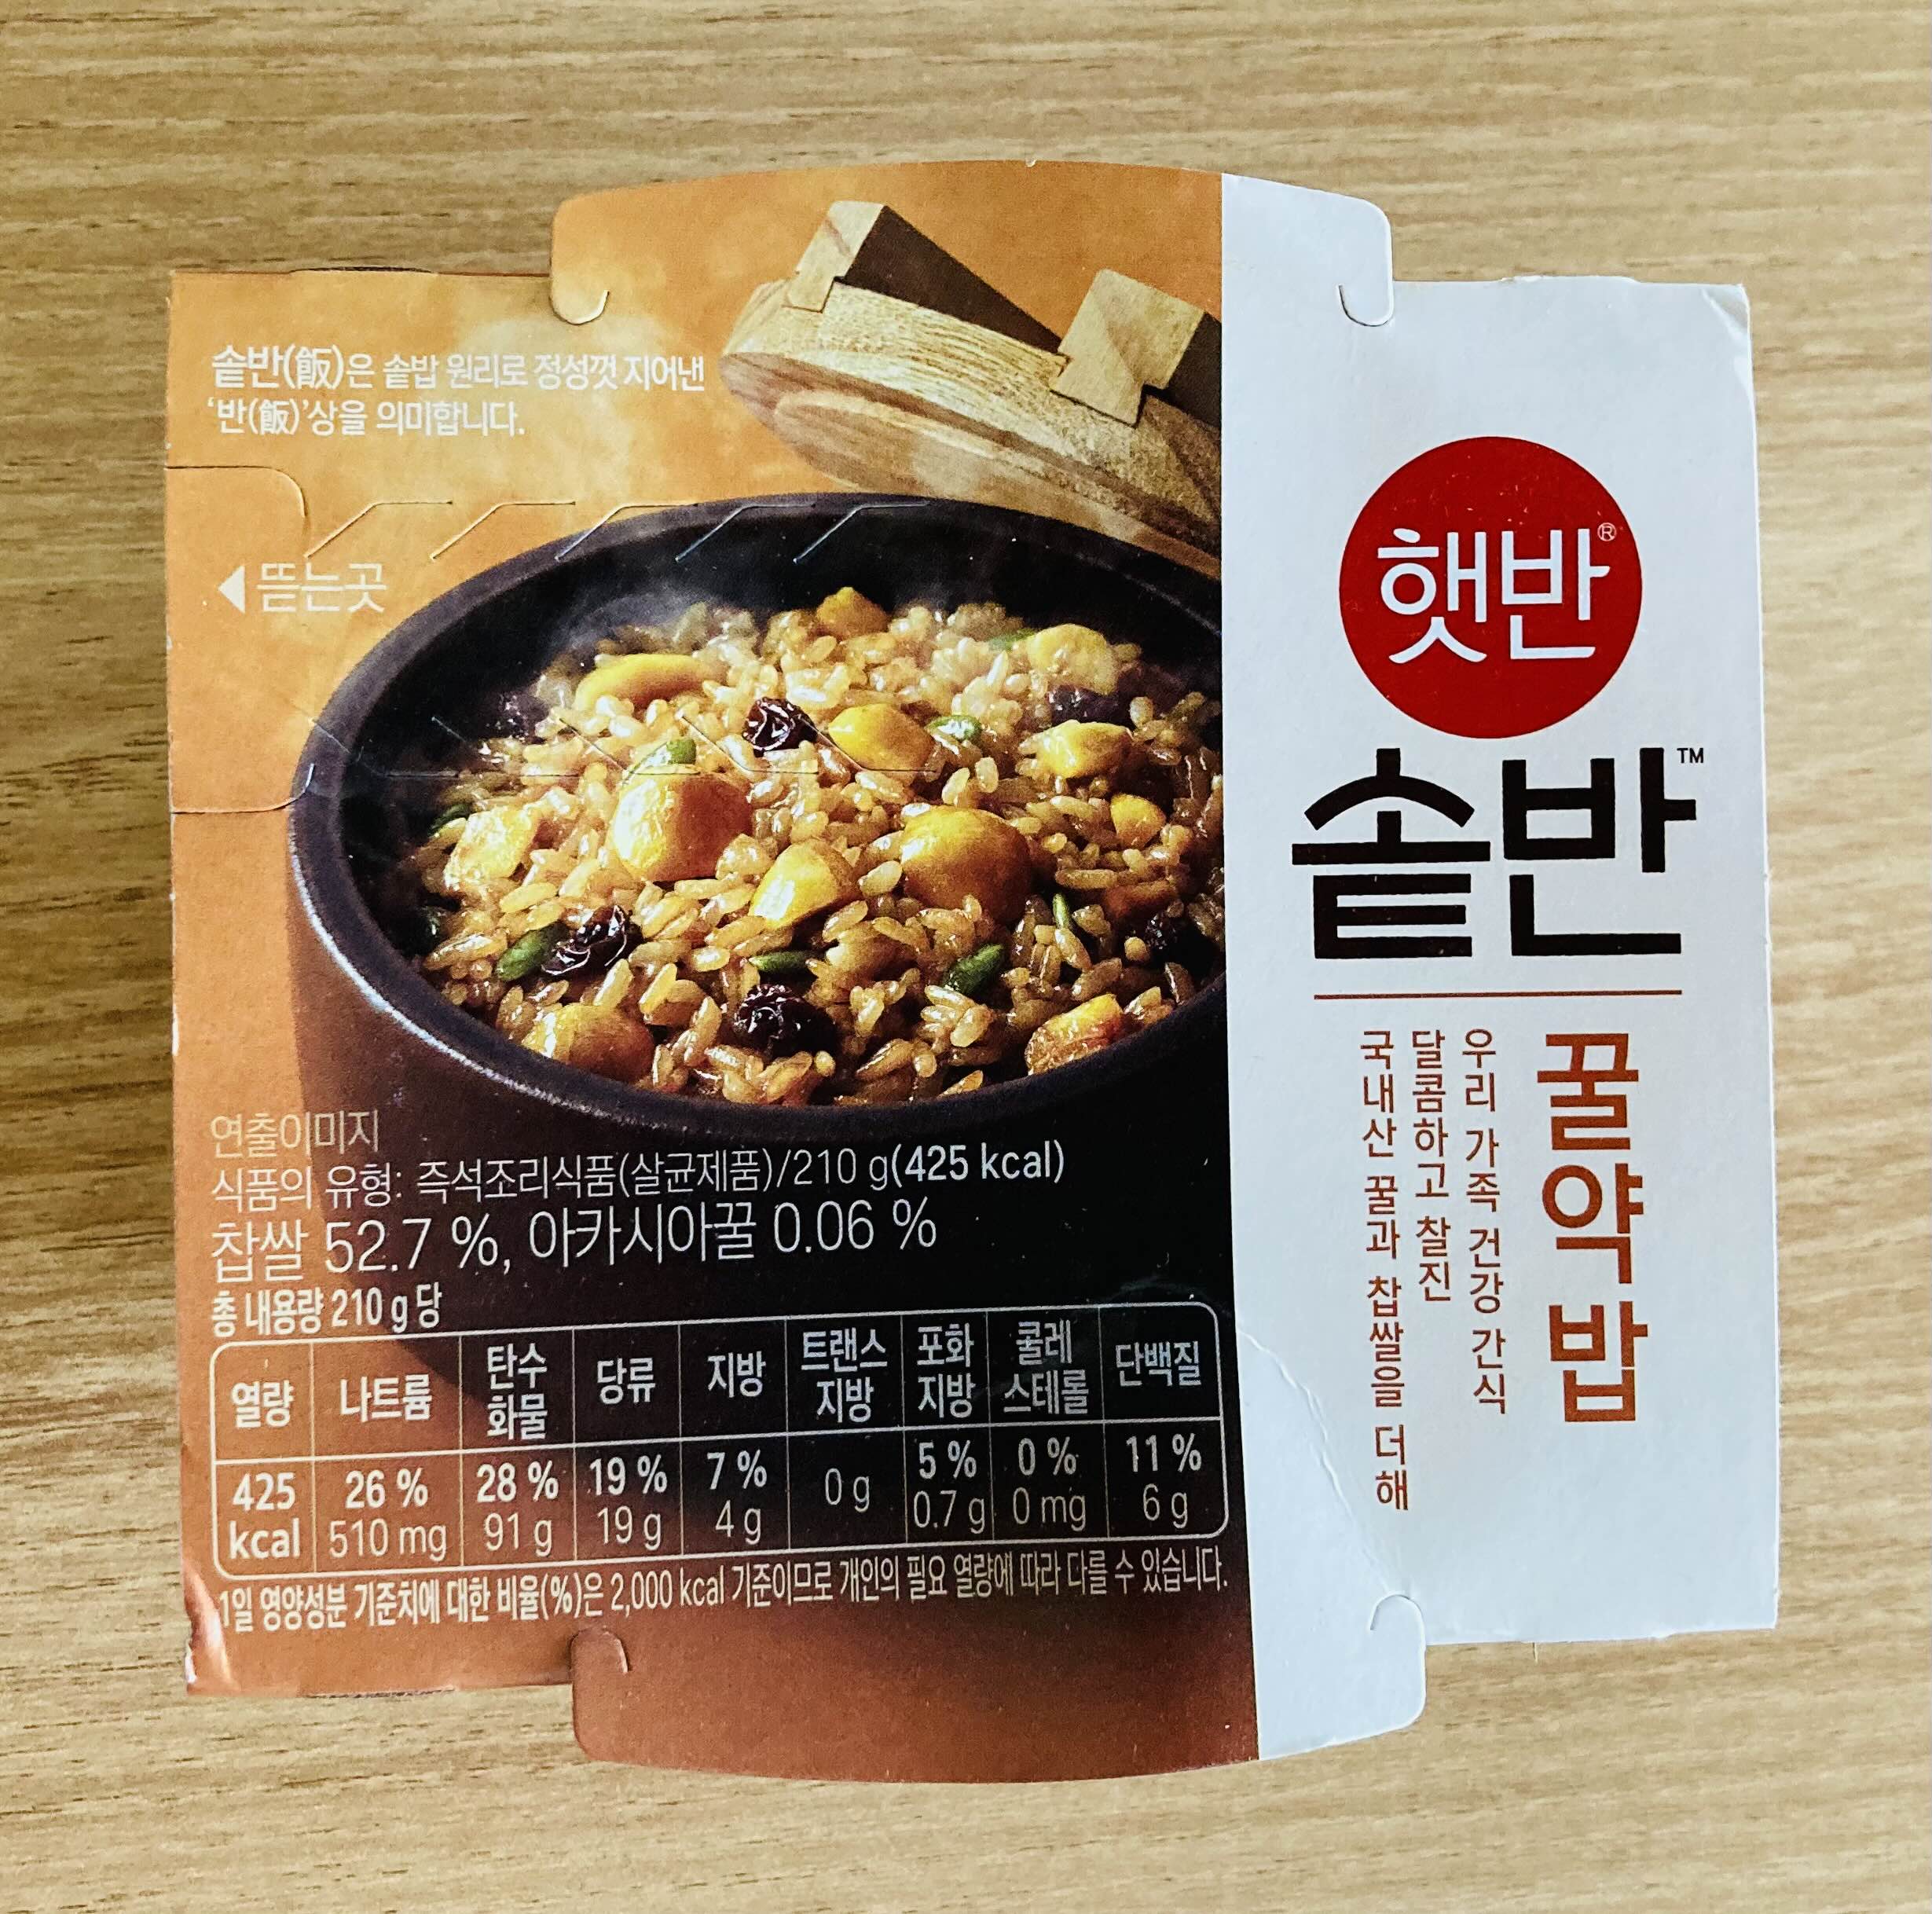 솥반(飯)은 솥밥 원리로 정성껏 지어낸
‘반(飯)’상을 의미합니다.
◀ 뜯는곳
햇반®
솥반™
꿀약밥
우리 가족 건강 간식
달콤하고 찰진
국내산 꿀과 찹쌀을 더해
연출이미지
식품의 유형: 즉석조리식품(살균제품)/210 g(425 kcal)
찹쌀 52.7 %, 아카시아꿀 0.06 %
총 내용량 210 g당
열량 나트륨 탄수화물 당류 지방 트랜스지방 포화지방 콜레스테롤 단백질
425 kcal 26 % 28 % 19 % 7 % 0 g 5 % 0 % 11 %
510 mg 91 g 19 g 4 g 0.7 g 0 mg 6 g
1일 영양성분 기준치에 대한 비율(%)은 2,000 kcal 기준이므로 개인의 필요 열량에 따라 다를 수 있습니다.